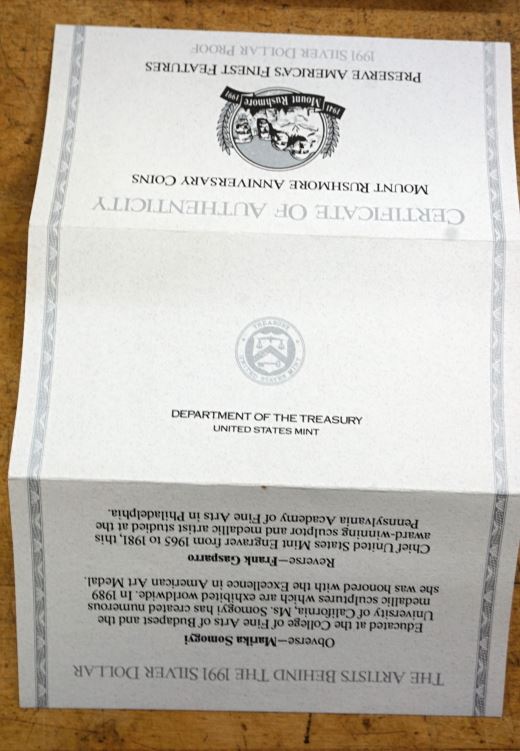 CERTIFICATE OF AUTHENTICITY
MOUNT RUSHMORE ANNIVERSARY COINS
1941 Mount Rushmore 1991
PRESERVE AMERICA'S FINEST FEATURES
1991 SILVER DOLLAR PROOF
TREASURY
UNITED STATES MINT
DEPARTMENT OF THE TREASURY
UNITED STATES MINT
THE ARTISTS BEHIND THE 1991 SILVER DOLLAR
Obverse—Marika Somogyi
Educated at the College of Fine Arts of Budapest and the
University of California, Ms. Somogyi has created numerous
medallic sculptures which are exhibited worldwide. In 1989
she was honored with the Excellence in American Art Medal.
Reverse—Frank Gasparro
Chief United States Mint Engraver from 1965 to 1981, this
award-winning sculptor and medallic artist studied at the
Pennsylvania Academy of Fine Arts in Philadelphia.